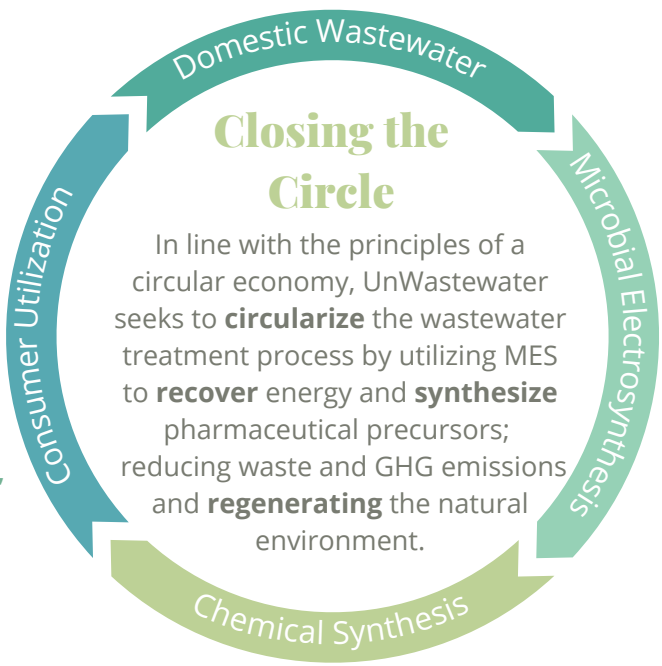 Domestic Wastewater
Closing the
Circle
In line with the principles of a
circular economy, UnWastewater
seeks to circularize the wastewater
treatment process by utilizing MES
to recover energy and synthesize
pharmaceutical precursors;
reducing waste and GHG emissions
and regenerating the natural
environment.
Microbial Electrosynthesis
Chemical Synthesis
Consumer Utilization